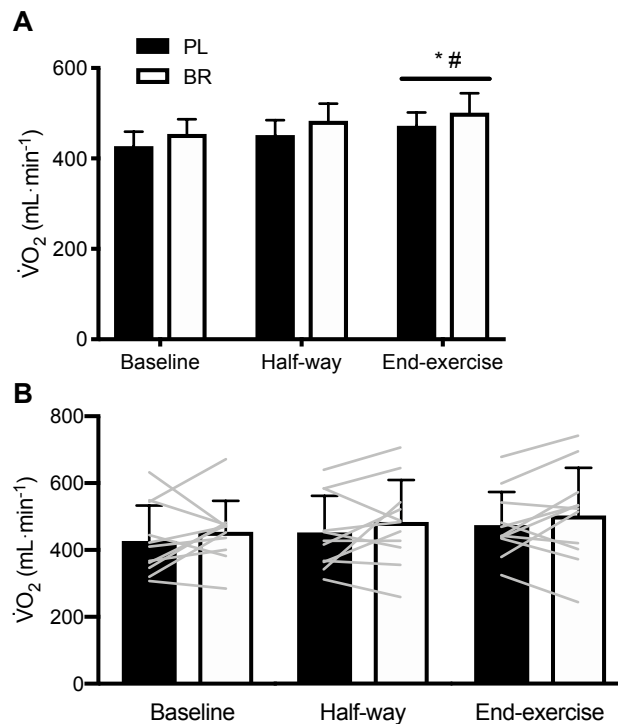 A
PL
BR
* #
600
400
200
0
V̇O₂ (mL·min⁻¹)
Baseline Half-way End-exercise
B
800
600
400
200
0
V̇O₂ (mL·min⁻¹)
Baseline Half-way End-exercise